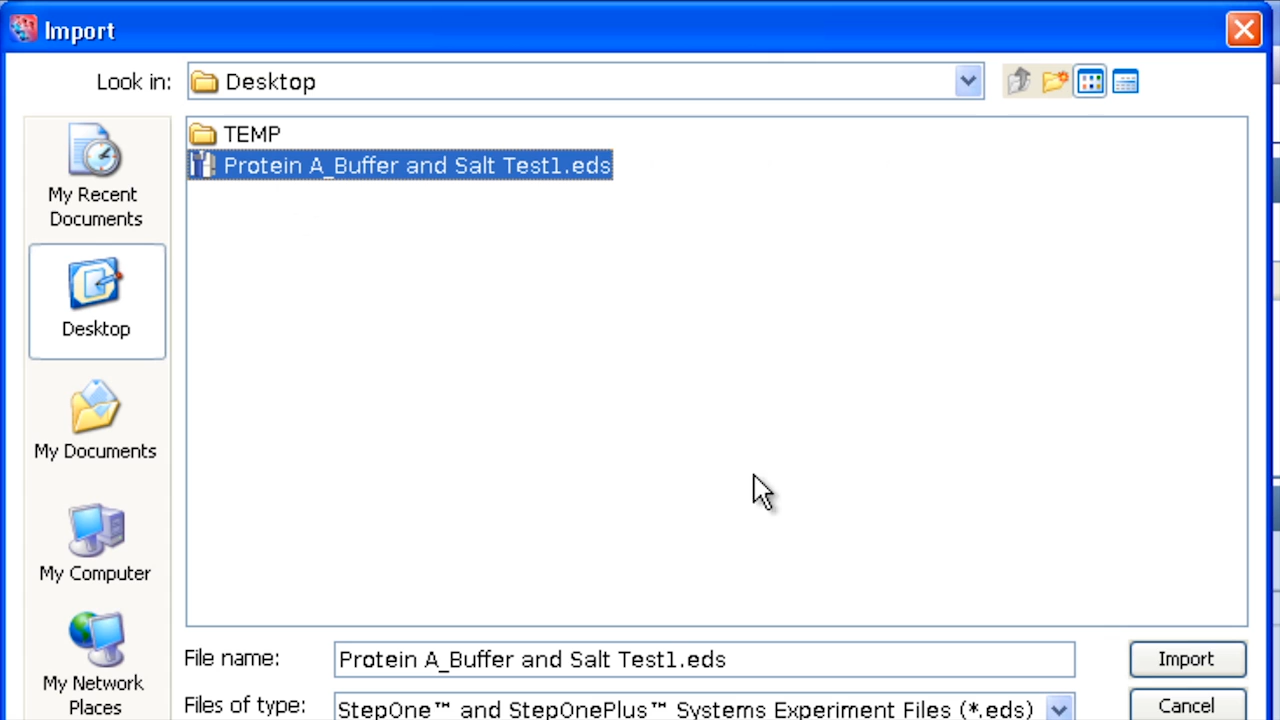 Import
Look in:
Desktop
TEMP
Protein A_Buffer and Salt Test1.eds
My Recent
Documents
Desktop
My Documents
My Computer
My Network
Places
File name:
Protein A_Buffer and Salt Test1.eds
Import
Files of type:
StepOne™ and StepOnePlus™ Systems Experiment Files (*.eds)
Cancel